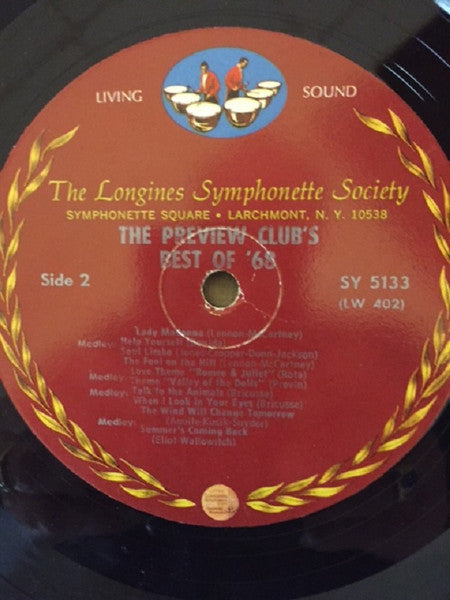 LIVING SOUND
The Longines Symphonette Society
SYMPHONETTE SQUARE • LARCHMONT, N. Y. 10538
THE PREVIEW CLUB'S
BEST OF '68
Side 2
SY 5133
(LW 402)
Lady Madonna (Lennon-McCartney)
Medley: Help Yourself
Soul Limbo (Jones-Cropper-Dunn-Jackson)
The Fool on the Hill (Lennon-McCartney)
Love Theme "Romeo & Juliet" (Rota)
Medley: Theme "Valley of the Dolls" (Previn)
Medley: Talk to the Animals (Bricusse)
When I Look in Your Eyes (Bricusse)
The Wind Will Change Tomorrow
Medley:
Summer's Coming Back
(Eliot Wallowitch)